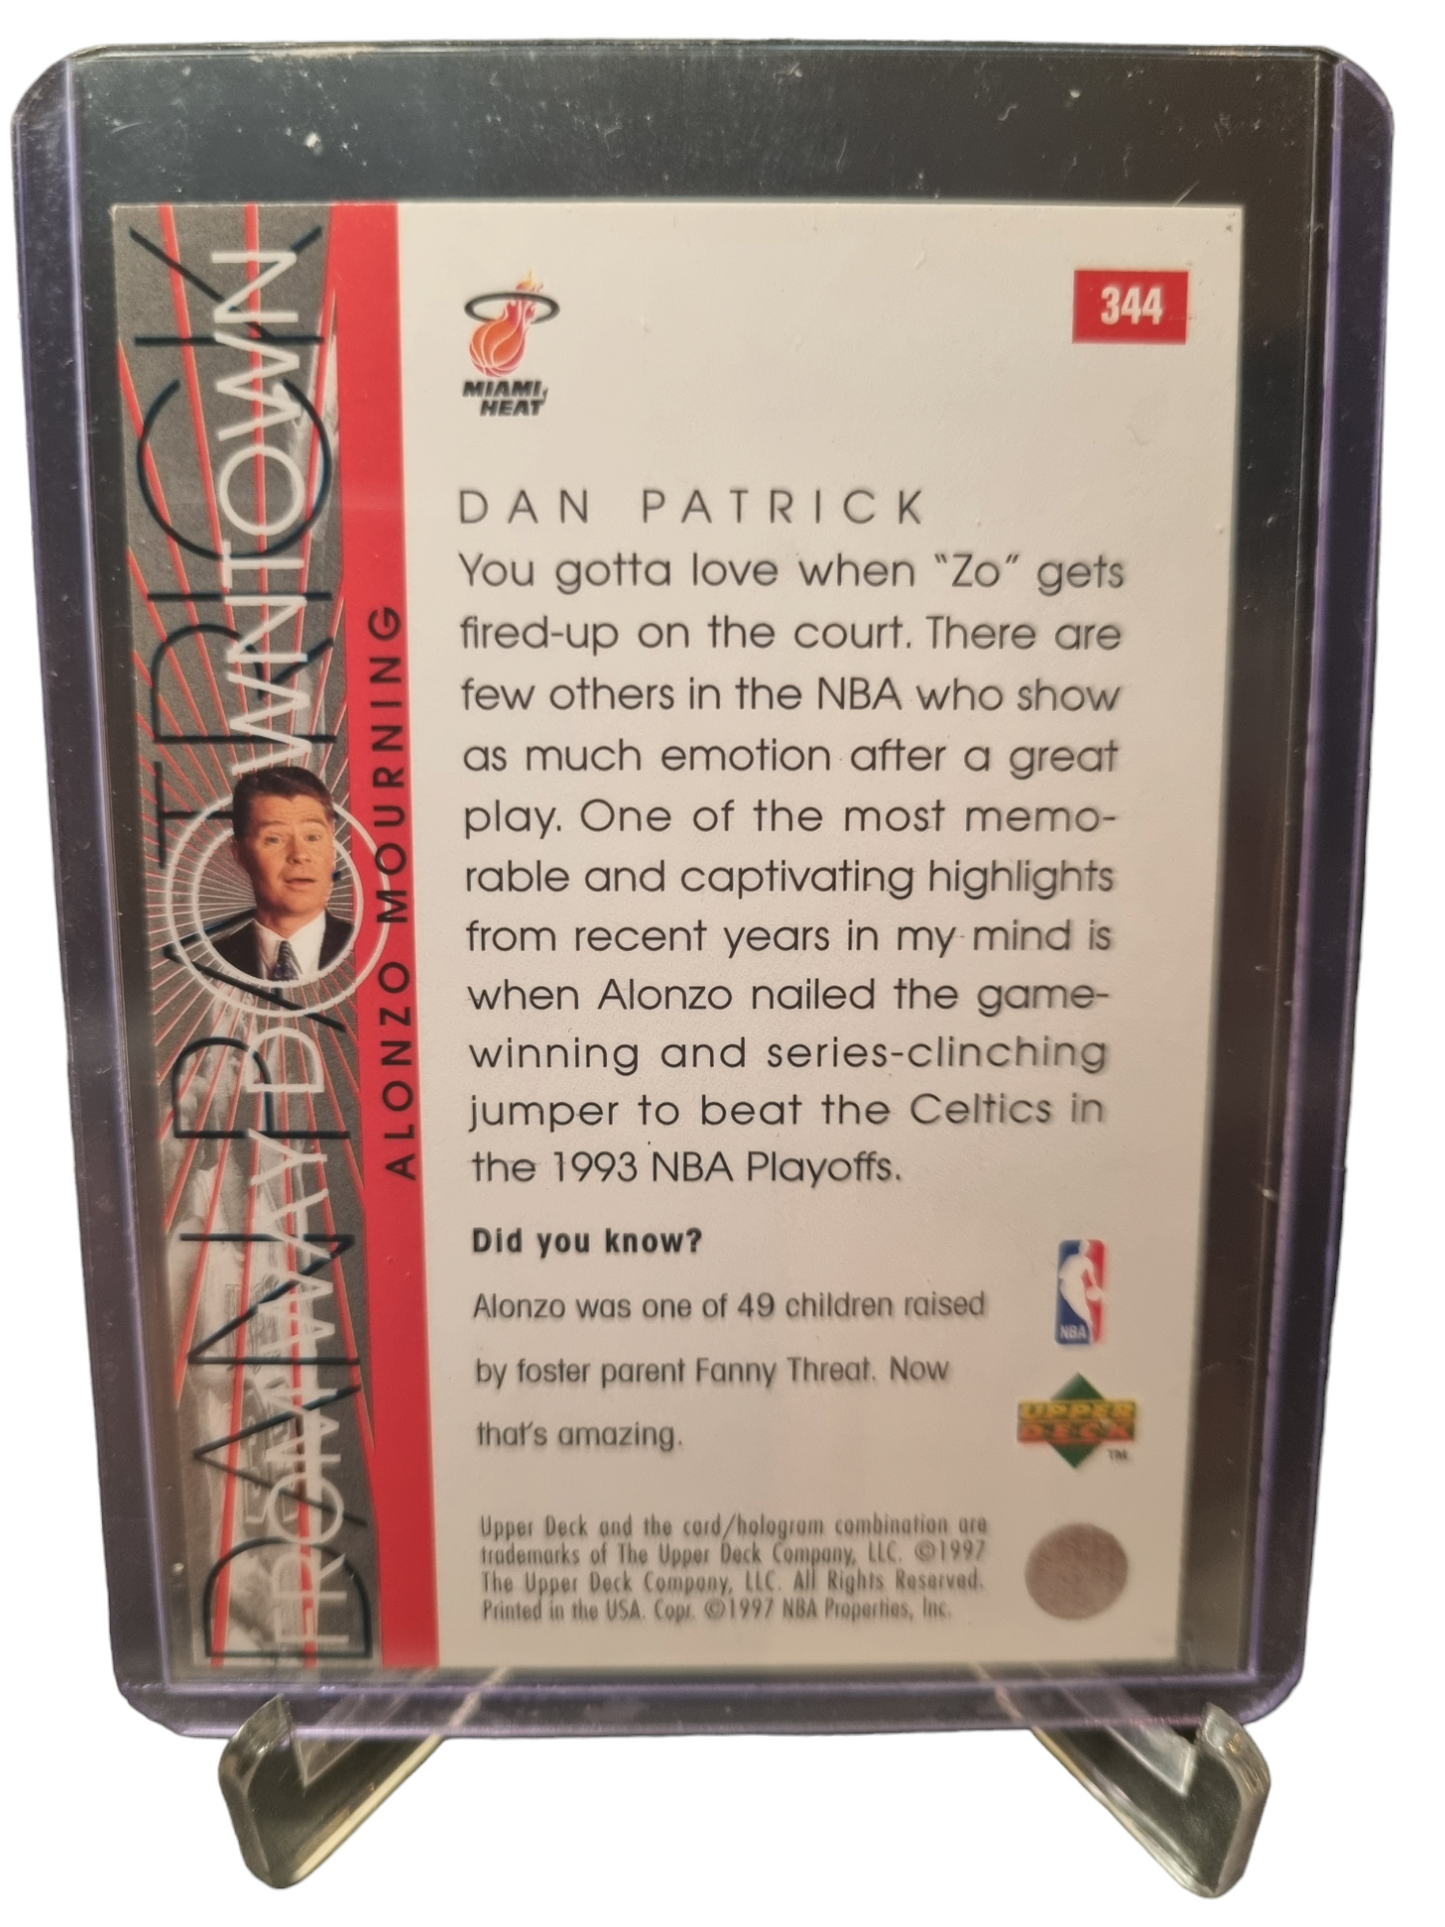 DAN PATRICK
FROM WAY DOWNTOWN
ALONZO MOURNING
MIAMI
HEAT
344
DAN PATRICK
You gotta love when “Zo” gets
fired-up on the court. There are
few others in the NBA who show
as much emotion after a great
play. One of the most memo-
rable and captivating highlights
from recent years in my mind is
when Alonzo nailed the game-
winning and series-clinching
jumper to beat the Celtics in
the 1993 NBA Playoffs.
Did you know?
Alonzo was one of 49 children raised
by foster parent Fanny Threat. Now
that's amazing.
NBA
UPPER
DECK
TM
Upper Deck and the card/hologram combination are
trademarks of The Upper Deck Company, LLC. ©1997
The Upper Deck Company, LLC. All Rights Reserved.
Printed in the USA. Copr. ©1997 NBA Properties, Inc.